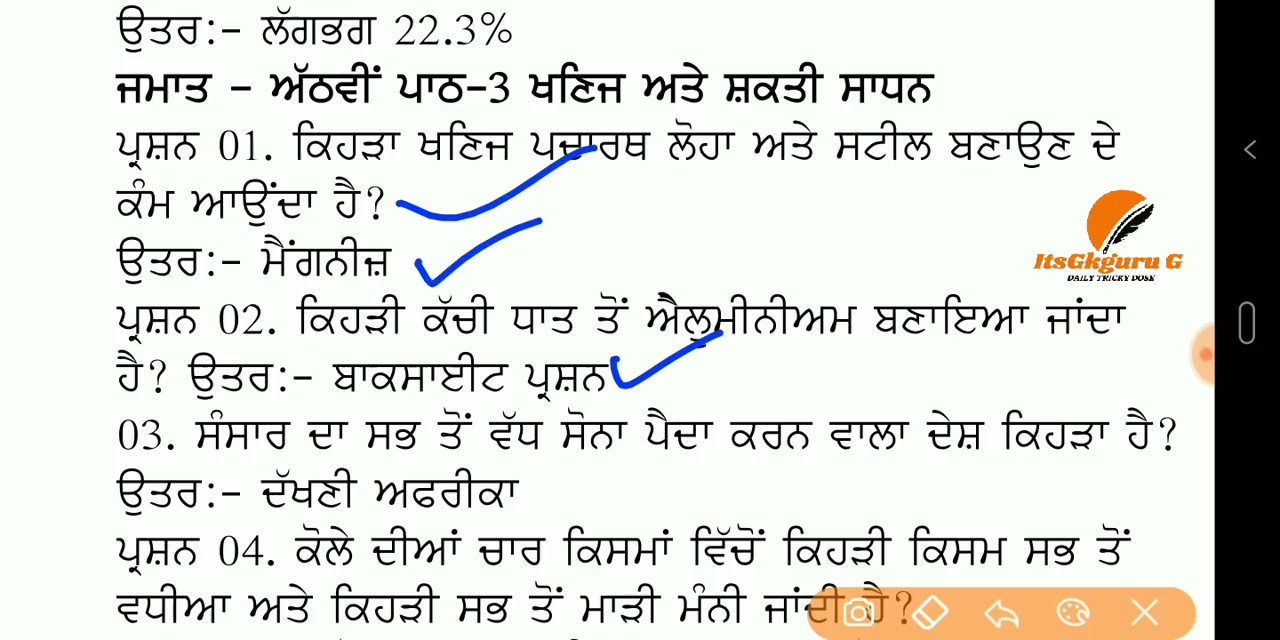 ਉਤਰ:- ਲੱਗਭਗ 22.3%
ਜਮਾਤ - ਅੱਠਵੀਂ ਪਾਠ-3 ਖਣਿਜ ਅਤੇ ਸ਼ਕਤੀ ਸਾਧਨ
ਪ੍ਰਸ਼ਨ 01. ਕਿਹੜਾ ਖਣਿਜ ਪਦਾਰਥ ਲੋਹਾ ਅਤੇ ਸਟੀਲ ਬਣਾਉਣ ਦੇ
ਕੰਮ ਆਉਂਦਾ ਹੈ?
ਉਤਰ:- ਮੈਂਗਨੀਜ਼
ItsGkguru G
DAILY TRICKY DOSE
ਪ੍ਰਸ਼ਨ 02. ਕਿਹੜੀ ਕੱਚੀ ਧਾਤ ਤੋਂ ਐਲੂਮੀਨੀਅਮ ਬਣਾਇਆ ਜਾਂਦਾ
ਹੈ? ਉਤਰ:- ਬਾਕਸਾਈਟ ਪ੍ਰਸ਼ਨ
03. ਸੰਸਾਰ ਦਾ ਸਭ ਤੋਂ ਵੱਧ ਸੋਨਾ ਪੈਦਾ ਕਰਨ ਵਾਲਾ ਦੇਸ਼ ਕਿਹੜਾ ਹੈ?
ਉਤਰ:- ਦੱਖਣੀ ਅਫਰੀਕਾ
ਪ੍ਰਸ਼ਨ 04. ਕੋਲੇ ਦੀਆਂ ਚਾਰ ਕਿਸਮਾਂ ਵਿੱਚੋਂ ਕਿਹੜੀ ਕਿਸਮ ਸਭ ਤੋਂ
ਵਧੀਆ ਅਤੇ ਕਿਹੜੀ ਸਭ ਤੋਂ ਮਾੜੀ ਮੰਨੀ ਜਾਂਦੀ ਹੈ?